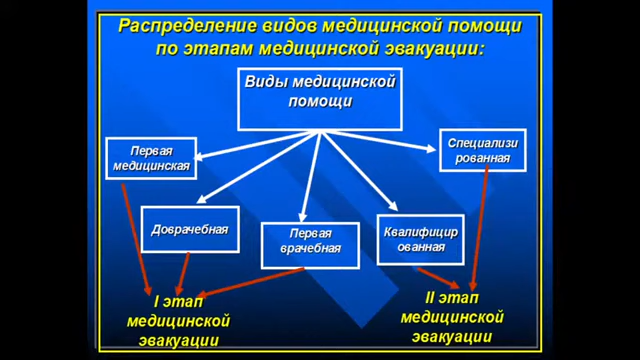 Распределение видов медицинской помощи
по этапам медицинской эвакуации:
Виды медицинской
помощи
Первая
медицинская
Специализи
рованная
Доврачебная
Первая
врачебная
Квалифицир
ованная
I этап
медицинской
эвакуации
II этап
медицинской
эвакуации